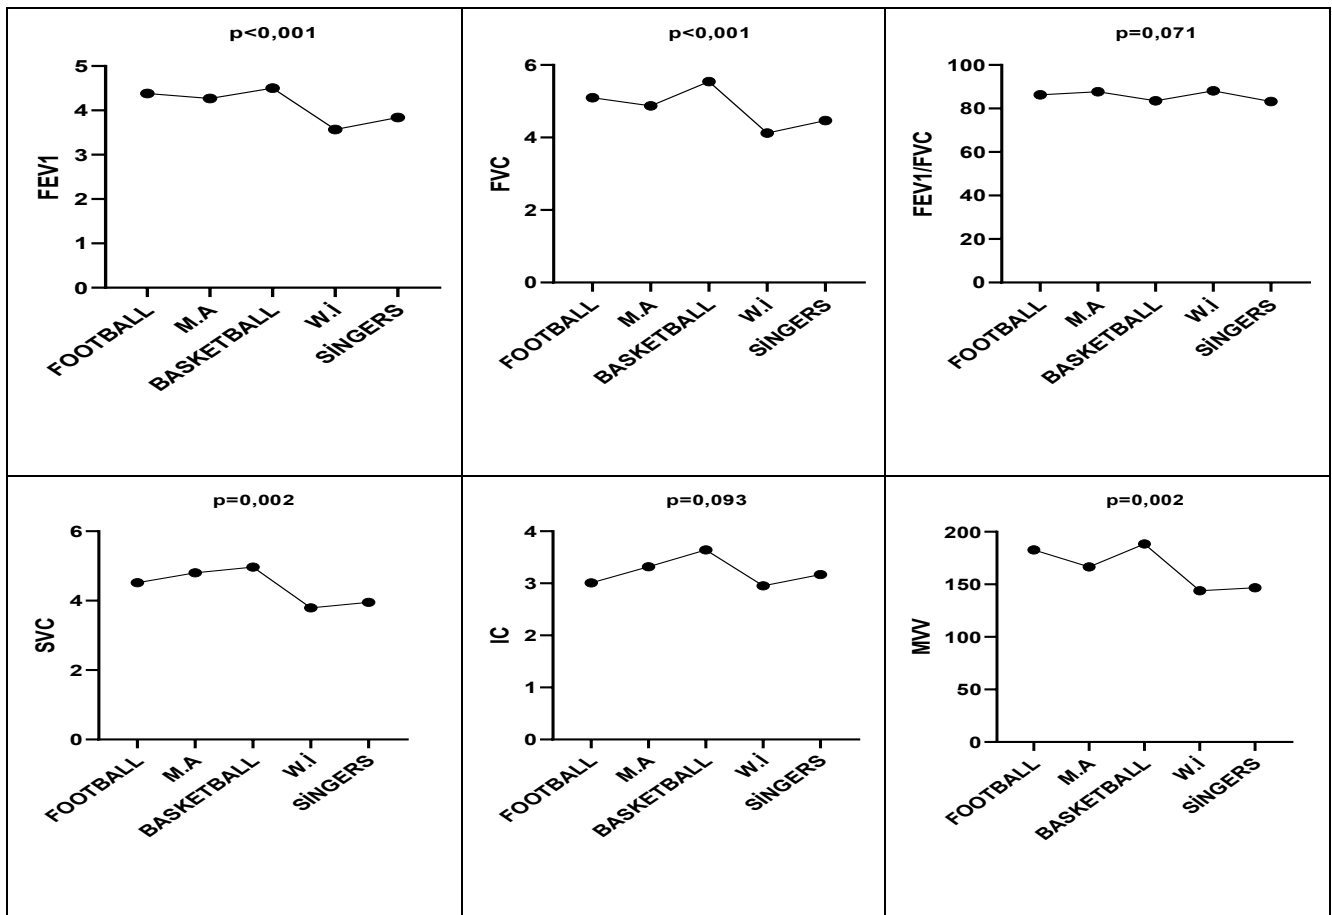 p<0,001
5
4
3
2
1
0
FEV1
FOOTBALL
M.A
BASKETBALL
W.İ
SİNGERS
p<0,001
6
4
2
0
FVC
FOOTBALL
M.A
BASKETBALL
W.İ
SİNGERS
p=0,071
100
80
60
40
20
0
FEV1/FVC
FOOTBALL
M.A
BASKETBALL
W.İ
SİNGERS
p=0,002
6
4
2
0
SVC
FOOTBALL
M.A
BASKETBALL
W.İ
SİNGERS
p=0,093
4
3
2
1
0
IC
FOOTBALL
M.A
BASKETBALL
W.İ
SİNGERS
p=0,002
200
150
100
50
0
MVV
FOOTBALL
M.A
BASKETBALL
W.İ
SİNGERS